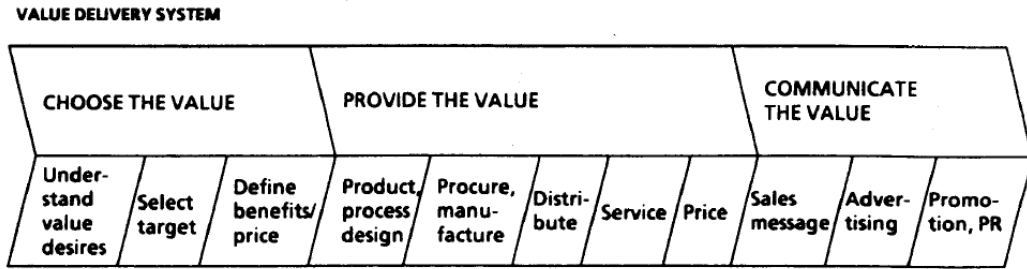 VALUE DELIVERY SYSTEM
CHOOSE THE VALUE
PROVIDE THE VALUE
COMMUNICATE
THE VALUE
Under-
stand
value
desires
Select
target
Define
benefits/
price
Product,
process
design
Procure,
manu-
facture
Distri-
bute
Service
Price
Sales
message
Adver-
tising
Promo-
tion, PR